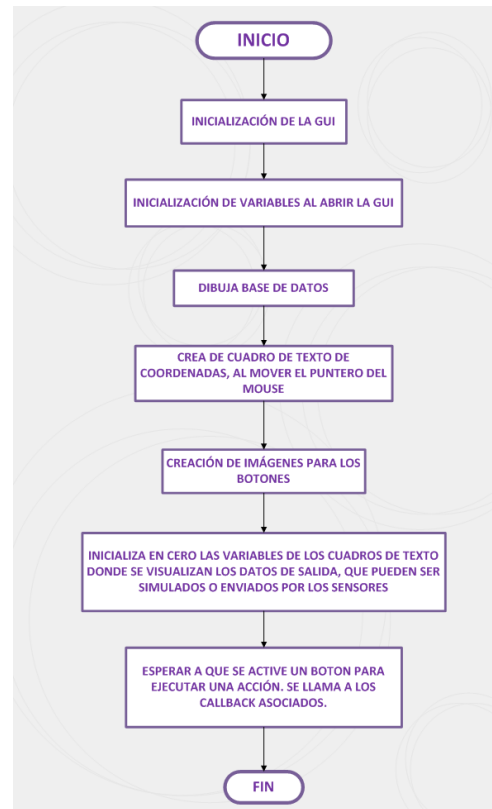 INICIO
INICIALIZACIÓN DE LA GUI
INICIALIZACIÓN DE VARIABLES AL ABRIR LA GUI
DIBUJA BASE DE DATOS
CREA DE CUADRO DE TEXTO DE
COORDENADAS, AL MOVER EL PUNTERO DEL
MOUSE
CREACIÓN DE IMÁGENES PARA LOS
BOTONES
INICIALIZA EN CERO LAS VARIABLES DE LOS CUADROS DE TEXTO
DONDE SE VISUALIZAN LOS DATOS DE SALIDA, QUE PUEDEN SER
SIMULADOS O ENVIADOS POR LOS SENSORES
ESPERAR A QUE SE ACTIVE UN BOTON PARA
EJECUTAR UNA ACCIÓN. SE LLAMA A LOS
CALLBACK ASOCIADOS.
FIN